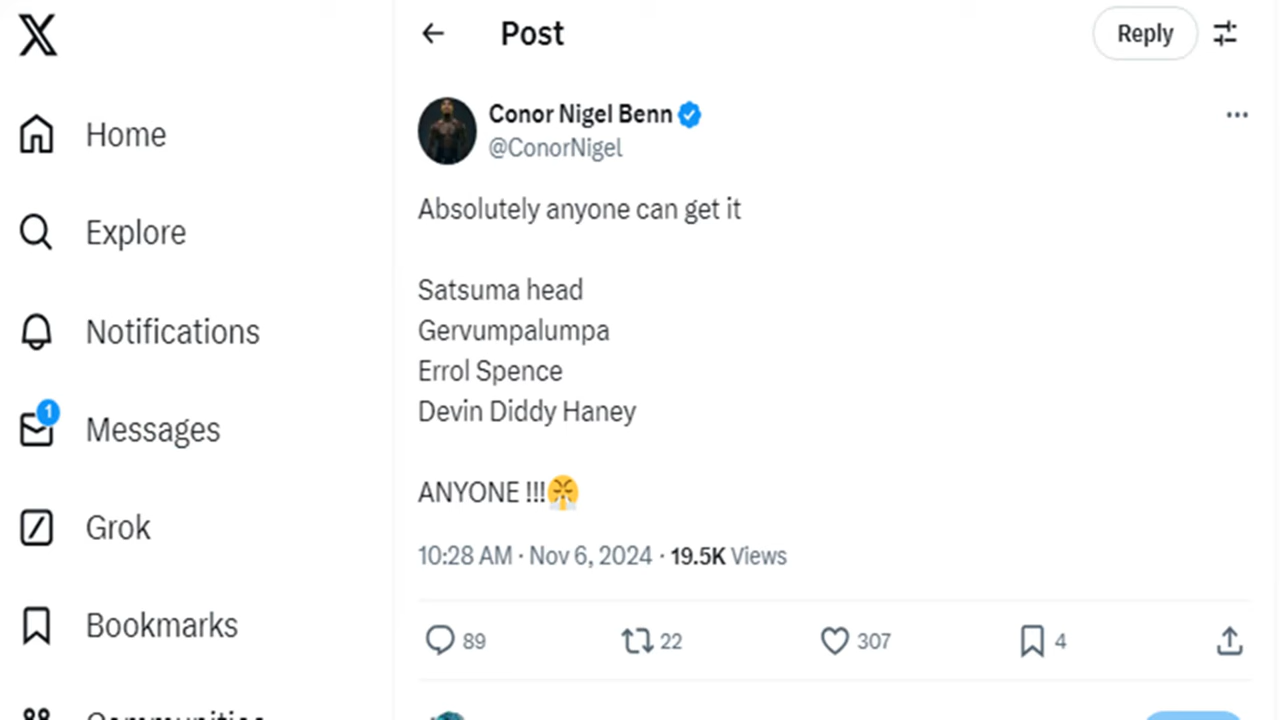 Post
Reply
Home
Explore
Notifications
1
Messages
Grok
Bookmarks
Communities
Conor Nigel Benn
@ConorNigel
Absolutely anyone can get it
Satsuma head
Gervumpalumpa
Errol Spence
Devin Diddy Haney
ANYONE !!!😤
10:28 AM · Nov 6, 2024 · 19.5K Views
89
22
307
4